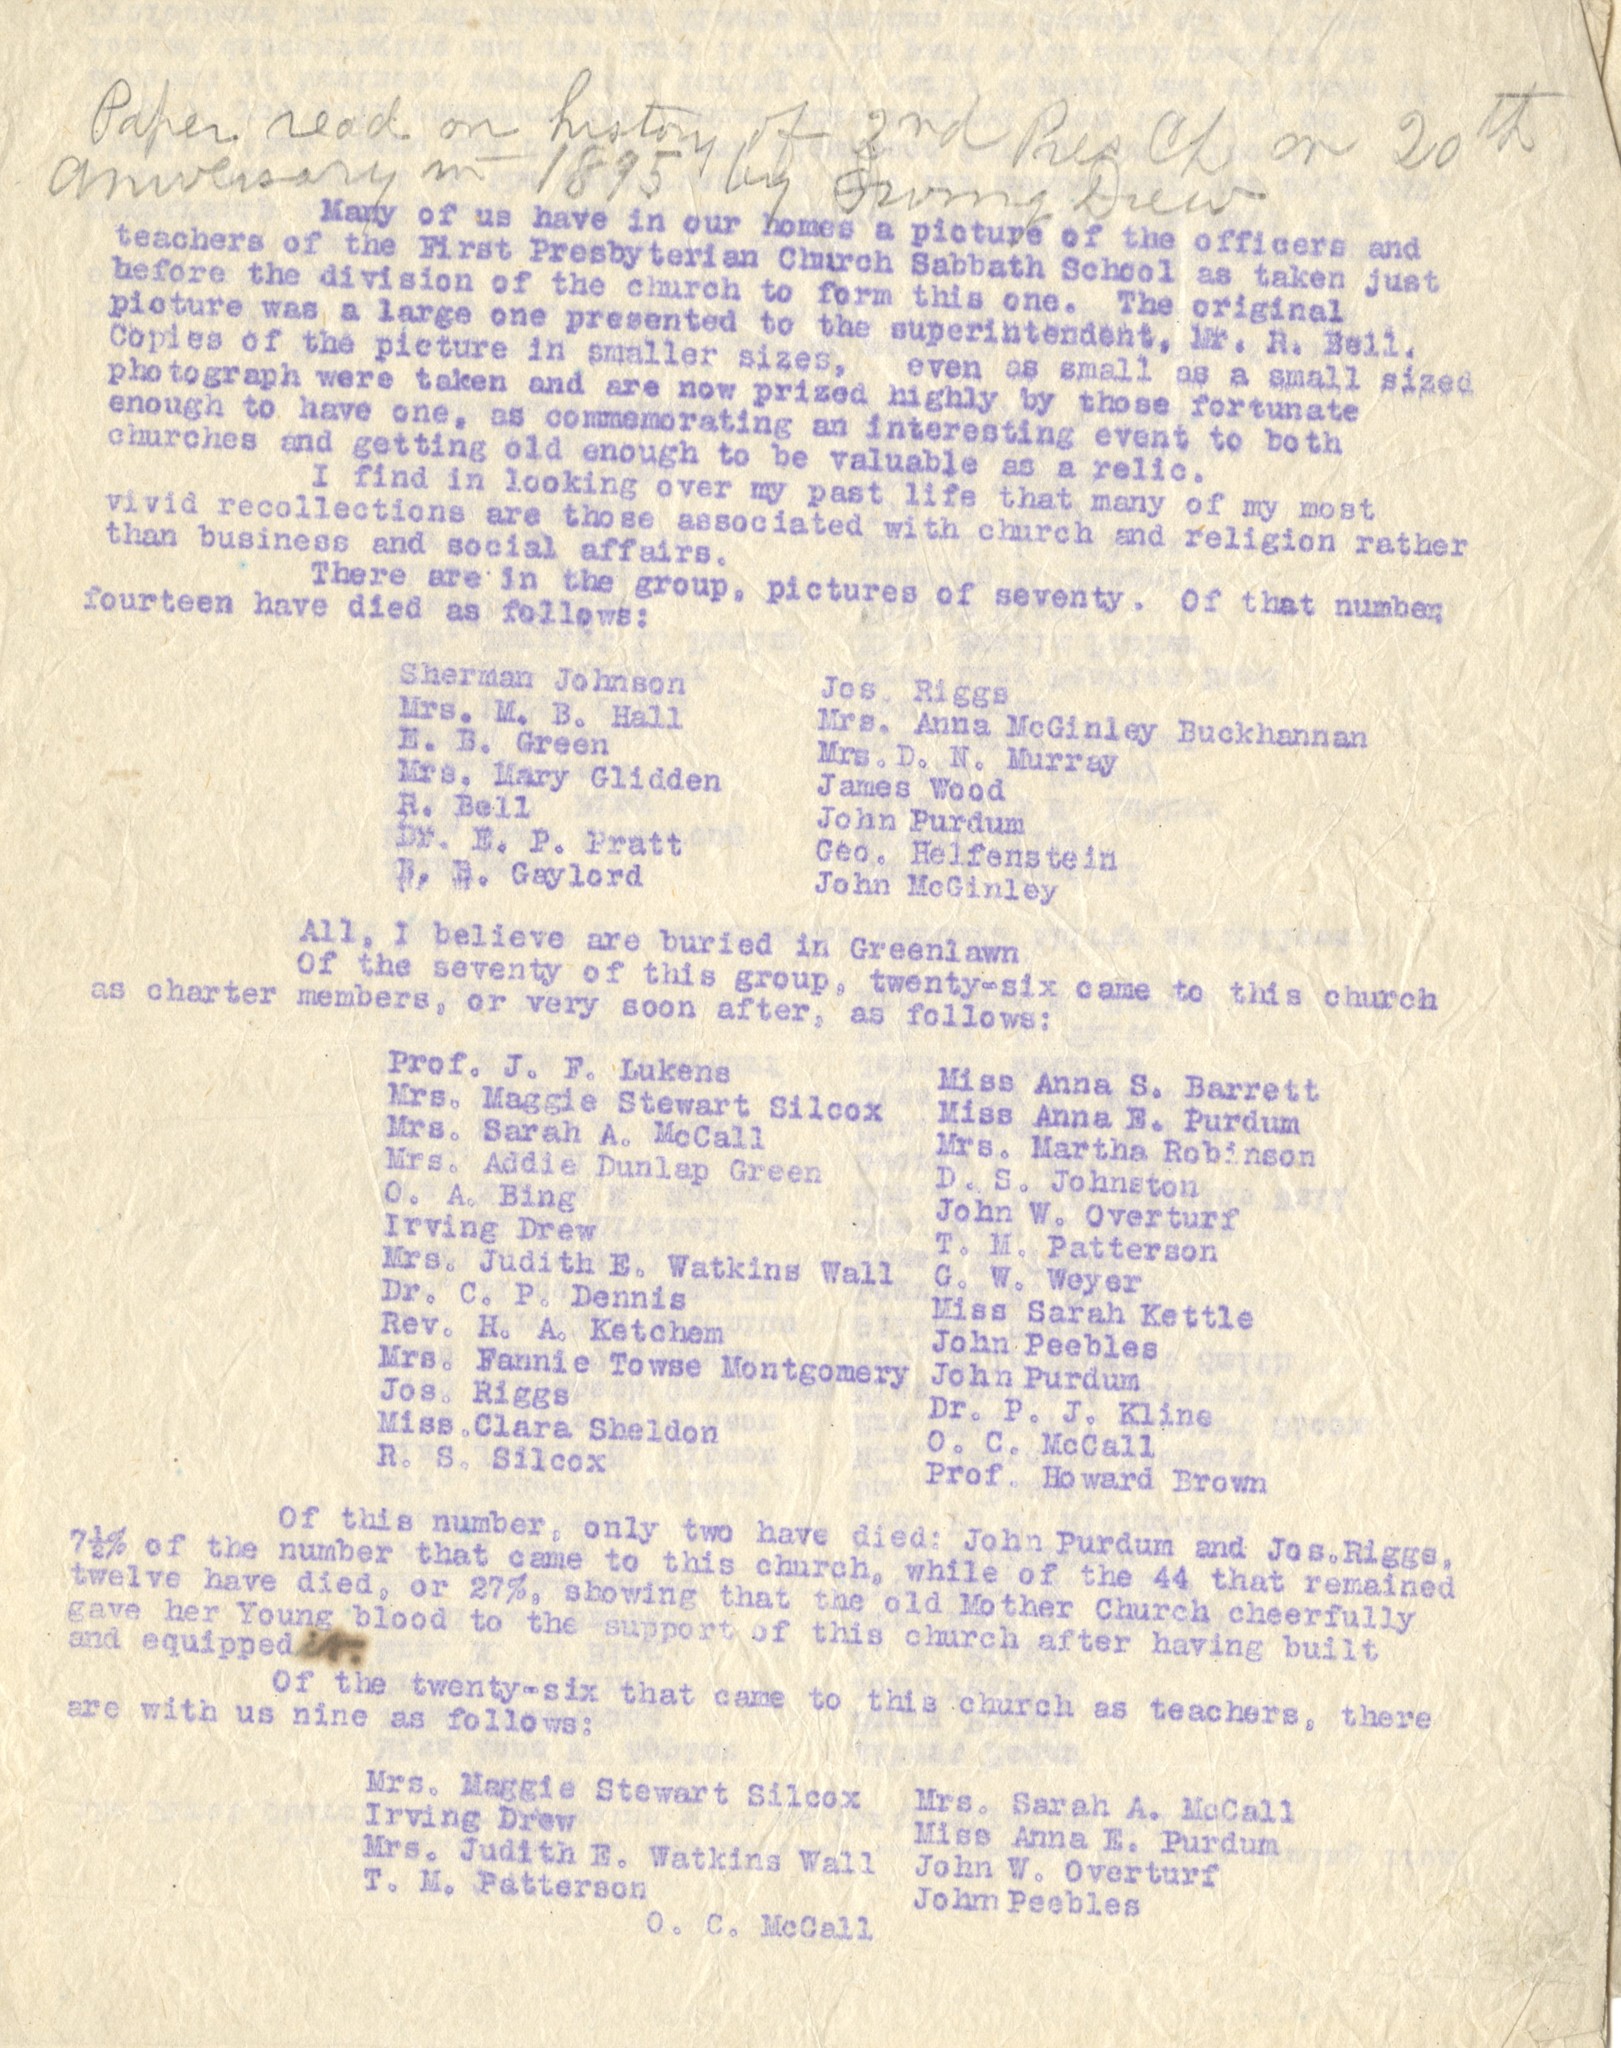 Paper read on history of 2nd Pres Ch on 20th
aniversary in 1895 by Irving Drew
Many of us have in our homes a picture of the officers and
teachers of the First Presbyterian Church Sabbath School as taken just
before the division of the church to form this one. The original
picture was a large one presented to the superintendent, Mr. R. Bell.
Copies of the picture in smaller sizes, even as small as a small sized
photograph were taken and are now prized highly by those fortunate
enough to have one, as commemorating an interesting event to both
churches and getting old enough to be valuable as a relic.
I find in looking over my past life that many of my most
vivid recollections are those associated with church and religion rather
than business and social affairs.
There are in the group, pictures of seventy. Of that number,
fourteen have died as follows:
Sherman Johnson
Mrs. M. B. Hall
E. B. Green
Mrs. Mary Glidden
R. Bell
Dr. E. P. Pratt
B. B. Gaylord
Jos. Riggs
Mrs. Anna McGinley Buckhannan
Mrs. D. N. Murray
James Wood
John Purdum
Geo. Helfenstein
John McGinley
All, I believe are buried in Greenlawn
Of the seventy of this group, twenty-six came to this church
as charter members, or very soon after, as follows:
Prof. J. F. Lukens
Mrs. Maggie Stewart Silcox
Mrs. Sarah A. McCall
Mrs. Addie Dunlap Green
O. A. Bing
Irving Drew
Mrs. Judith E. Watkins Wall
Dr. C. P. Dennis
Rev. H. A. Ketchem
Mrs. Fannie Towse Montgomery
Jos. Riggs
Miss.Clara Sheldon
R. S. Silcox
Miss Anna S. Barrett
Miss Anna E. Purdum
Mrs. Martha Robinson
D. S. Johnston
John W. Overturf
T. M. Patterson
G. W. Weyer
Miss Sarah Kettle
John Peebles
John Purdum
Dr. P. J. Kline
O. C. McCall
Prof. Howard Brown
Of this number, only two have died: John Purdum and Jos.Riggs,
7½% of the number that came to this church, while of the 44 that remained
twelve have died, or 27%, showing that the old Mother Church cheerfully
gave her Young blood to the support of this church after having built
and equipped it.
Of the twenty-six that came to this church as teachers, there
are with us nine as follows:
Mrs. Maggie Stewart Silcox
Irving Drew
Mrs. Judith E. Watkins Wall
T. M. Patterson
Mrs. Sarah A. McCall
Miss Anna E. Purdum
John W. Overturf
John Peebles
O. C. McCall